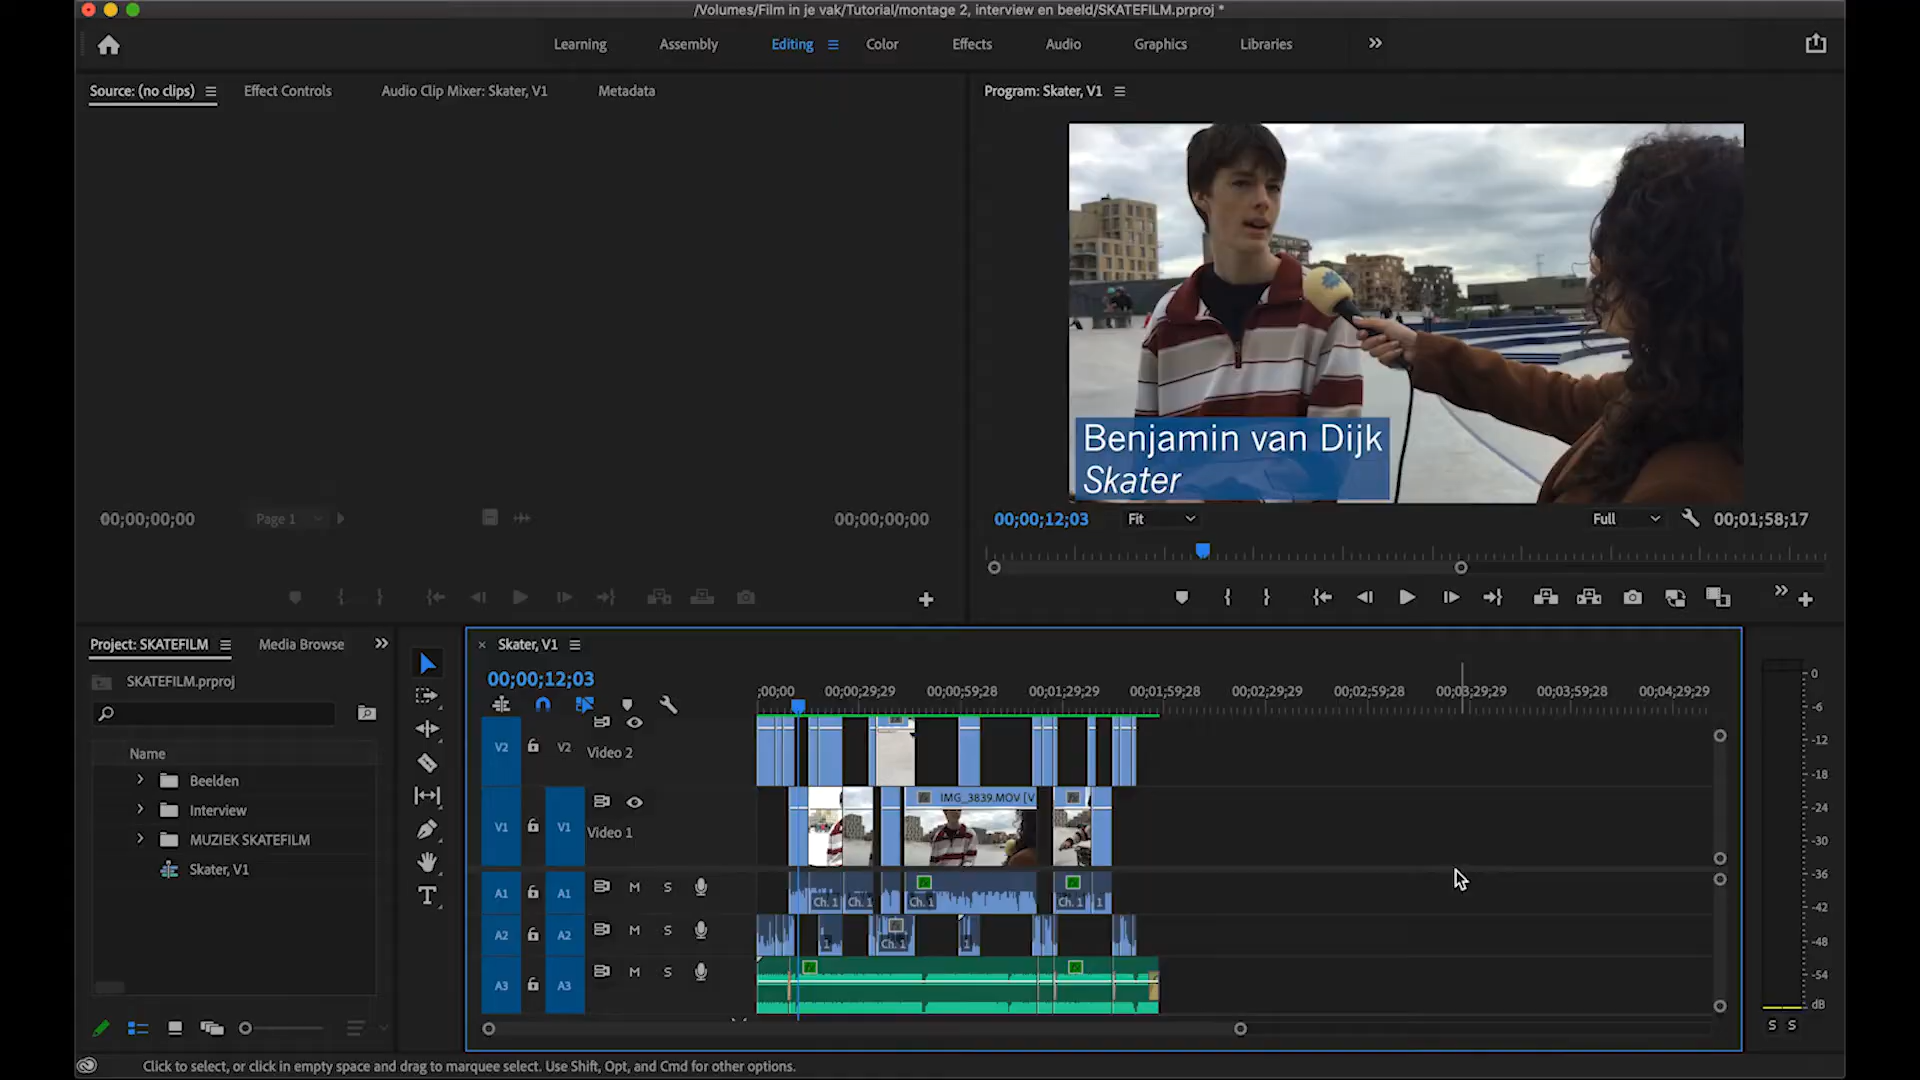 /Volumes/Film in je vak/Tutorial/montage 2, interview en beeld/SKATEFILM.prproj *
Learning
Assembly
Editing
Color
Effects
Audio
Graphics
Libraries
Source: (no clips)
Effect Controls
Audio Clip Mixer: Skater, V1
Metadata
Program: Skater, V1
Benjamin van Dijk
Skater
00;00;00;00
Page 1
00;00;00;00
00;00;12;03
Fit
Full
00;01;58;17
Project: SKATEFILM
Media Browse
SKATEFILM.prproj
Name
Beelden
Interview
MUZIEK SKATEFILM
Skater, V1
Skater, V1
00;00;12;03
;00;00
00;00;29;29
00;00;59;28
00;01;29;29
00;01;59;28
00;02;29;29
00;02;59;28
00;03;29;29
00;03;59;28
00;04;29;29
V2
V2
Video 2
V1
V1
Video 1
IMG_3839.MOV [V
A1
A1
M
S
Ch. 1
Ch. 1
Ch. 1
Ch. 1
1
A2
A2
M
S
1
Ch. 1
1
A3
A3
M
S
0
-6
-12
-18
-24
-30
-36
-42
-48
-54
dB
S
S
Click to select, or click in empty space and drag to marquee select. Use Shift, Opt, and Cmd for other options.